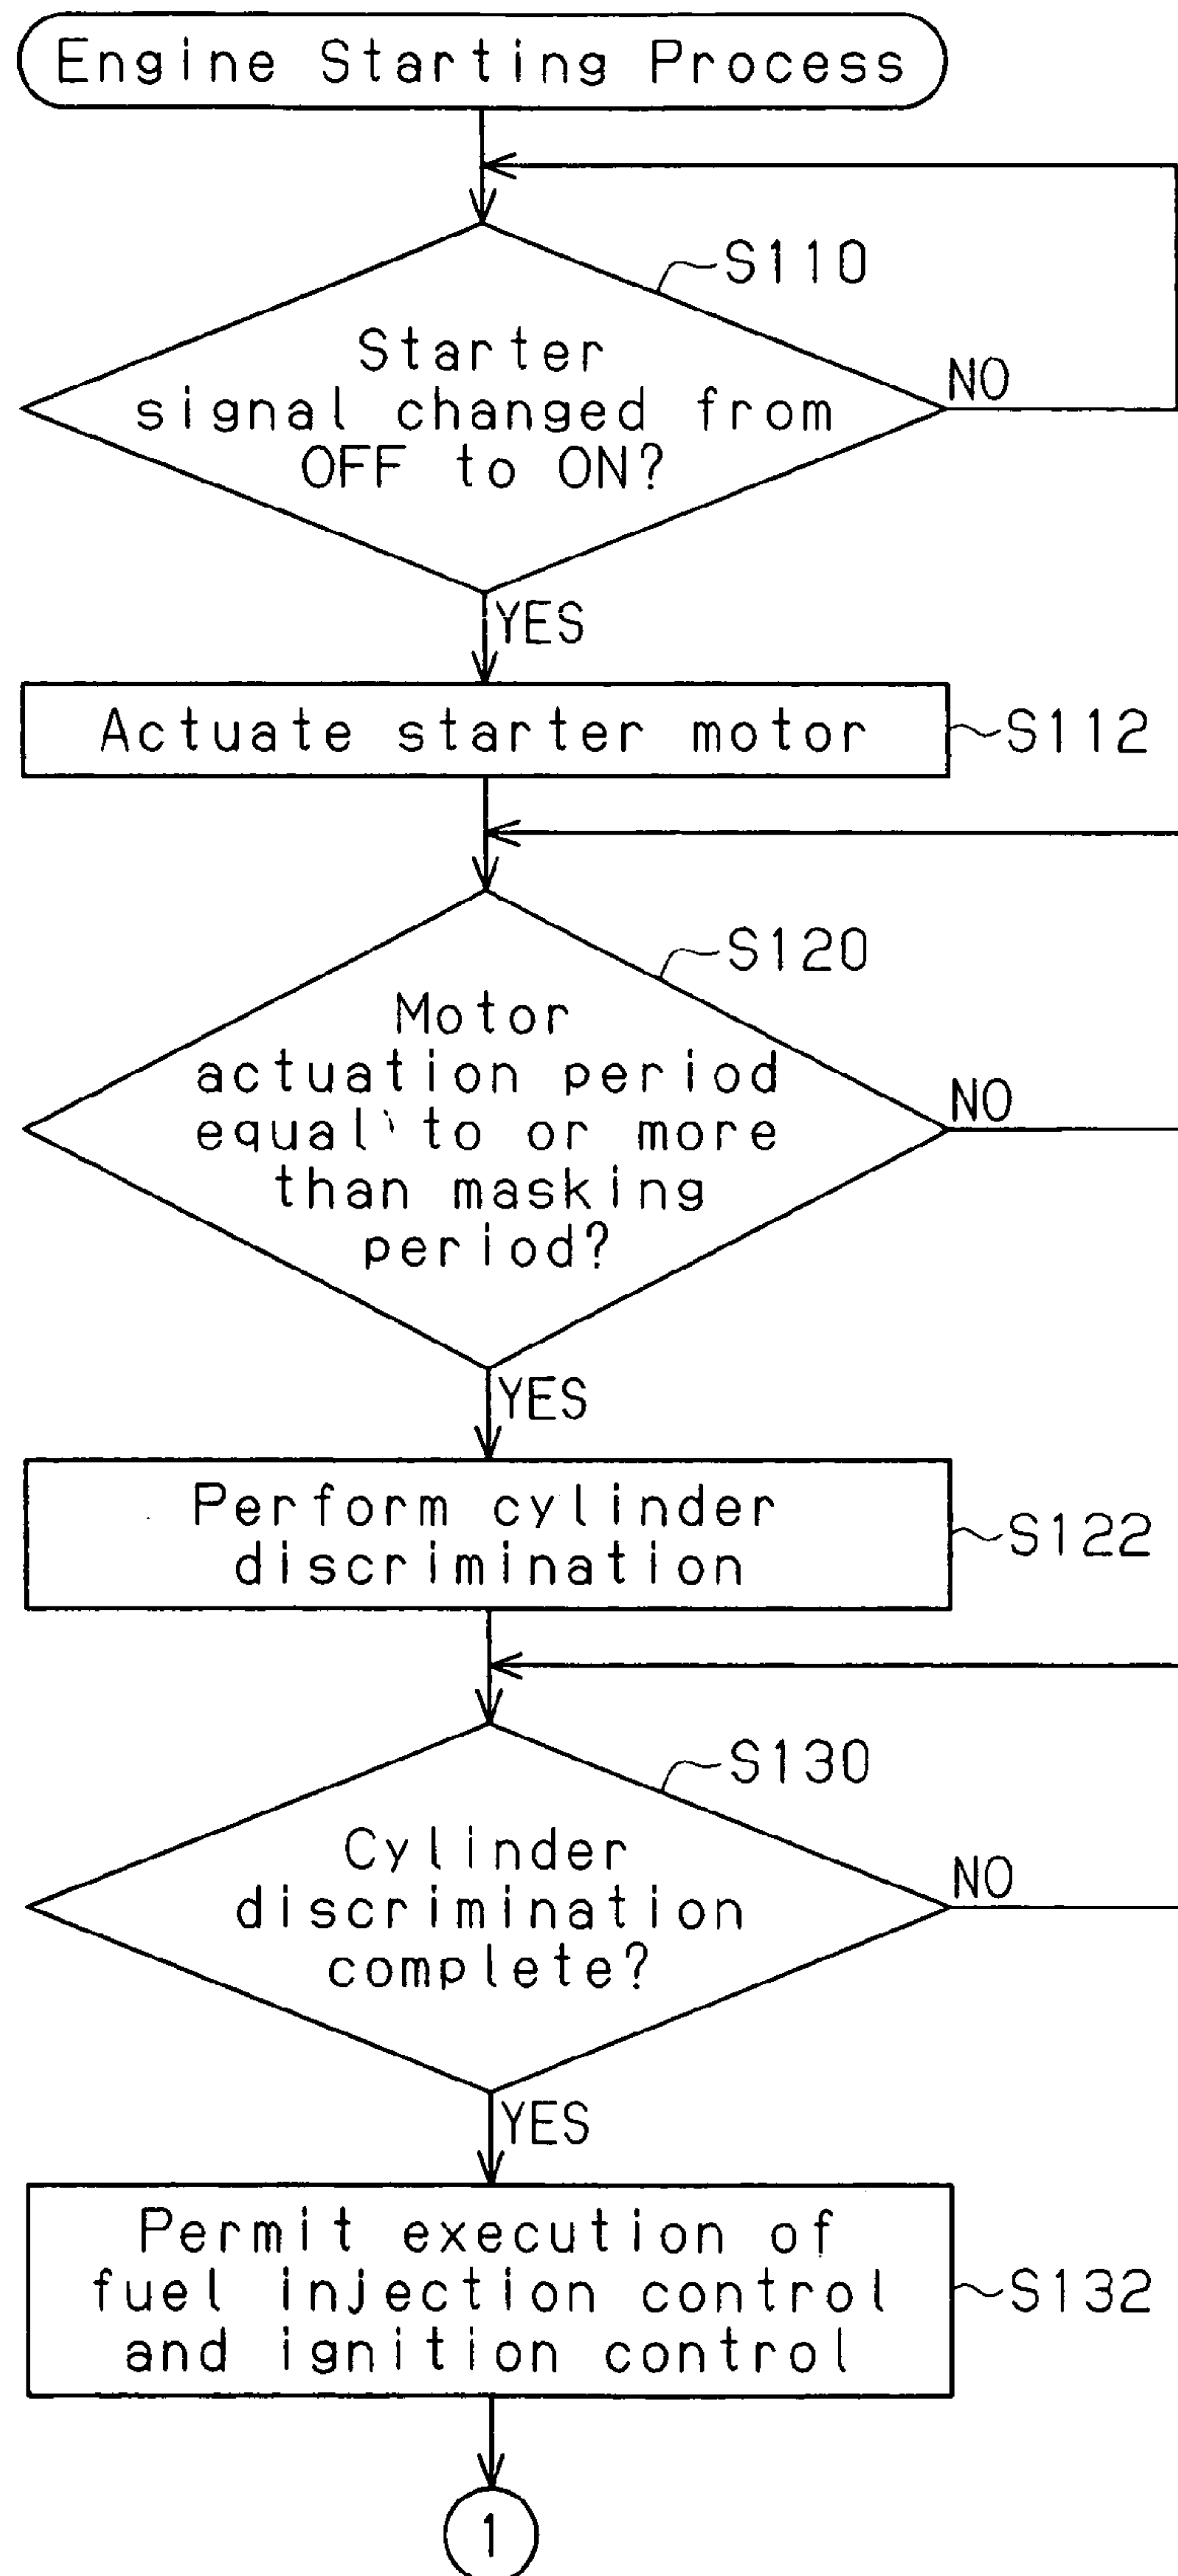 Engine Starting Process
S110
Starter
signal changed from
OFF to ON?
NO
YES
Actuate starter motor
S112
S120
Motor
actuation period
equal to or more
than masking
period?
NO
YES
Perform cylinder
discrimination
S122
S130
Cylinder
discrimination
complete?
NO
YES
Permit execution of
fuel injection control
and ignition control
S132
1